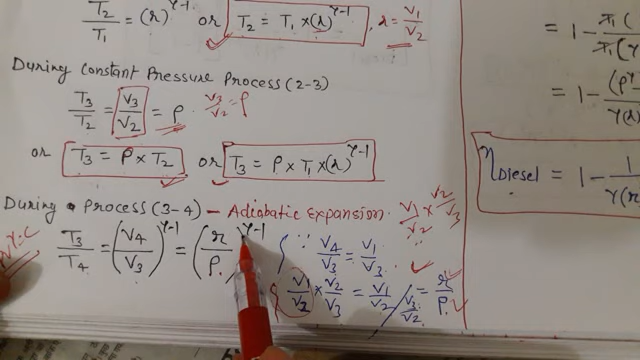 T₂/T₁ = (r)^γ-1 or T₂ = T₁ × (r)^γ-1, r = V₁/V₂
During Constant Pressure Process (2-3)
T₃/T₂ = V₃/V₂ = ρ · V₃/V₂ = ρ
or T₃ = ρ × T₂ or T₃ = ρ × T₁ × (r)^γ-1
During Process (3-4) - Adiabatic Expansion. V₁/V₂ × V₂/V₃
T₃/T₄ = (V₄/V₃)^γ-1 = (r/ρ)^γ-1 { ∵ V₄/V₃ = V₁/V₃
{ V₁/V₂ × V₂/V₃ = V₁/V₂ / V₃/V₂ = r/ρ
= 1 -
= 1 -
η Diesel = 1 -